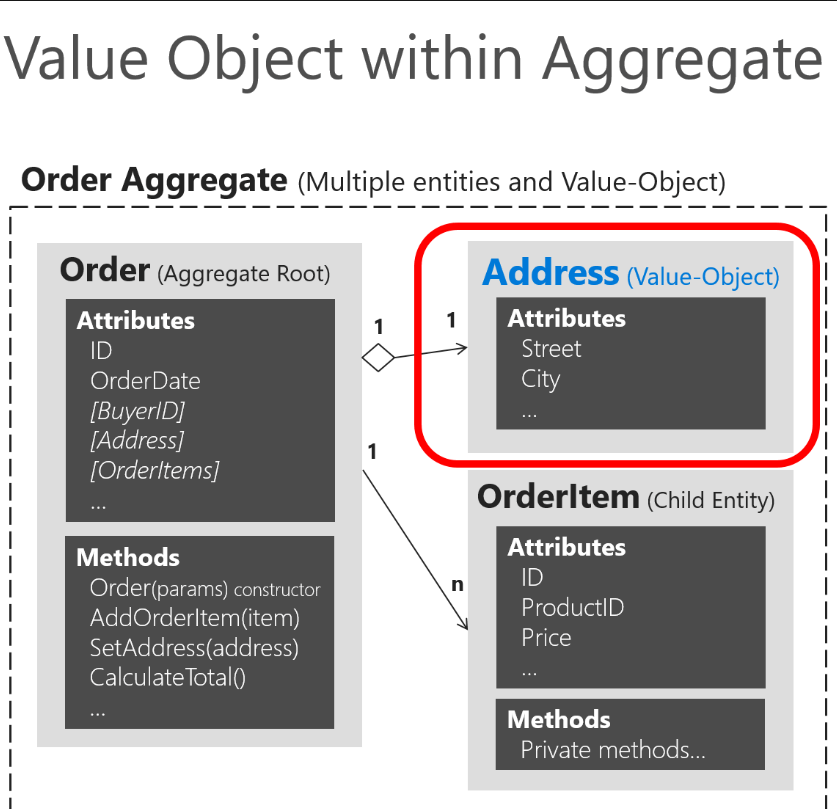 Value Object within Aggregate
Order Aggregate (Multiple entities and Value-Object)
Order (Aggregate Root)
Attributes
ID
OrderDate
[BuyerID]
[Address]
[OrderItems]
...
Methods
Order(params) constructor
AddOrderItem(item)
SetAddress(address)
CalculateTotal()
...
1
1
Address (Value-Object)
Attributes
Street
City
...
1
n
OrderItem (Child Entity)
Attributes
ID
ProductID
Price
...
Methods
Private methods...